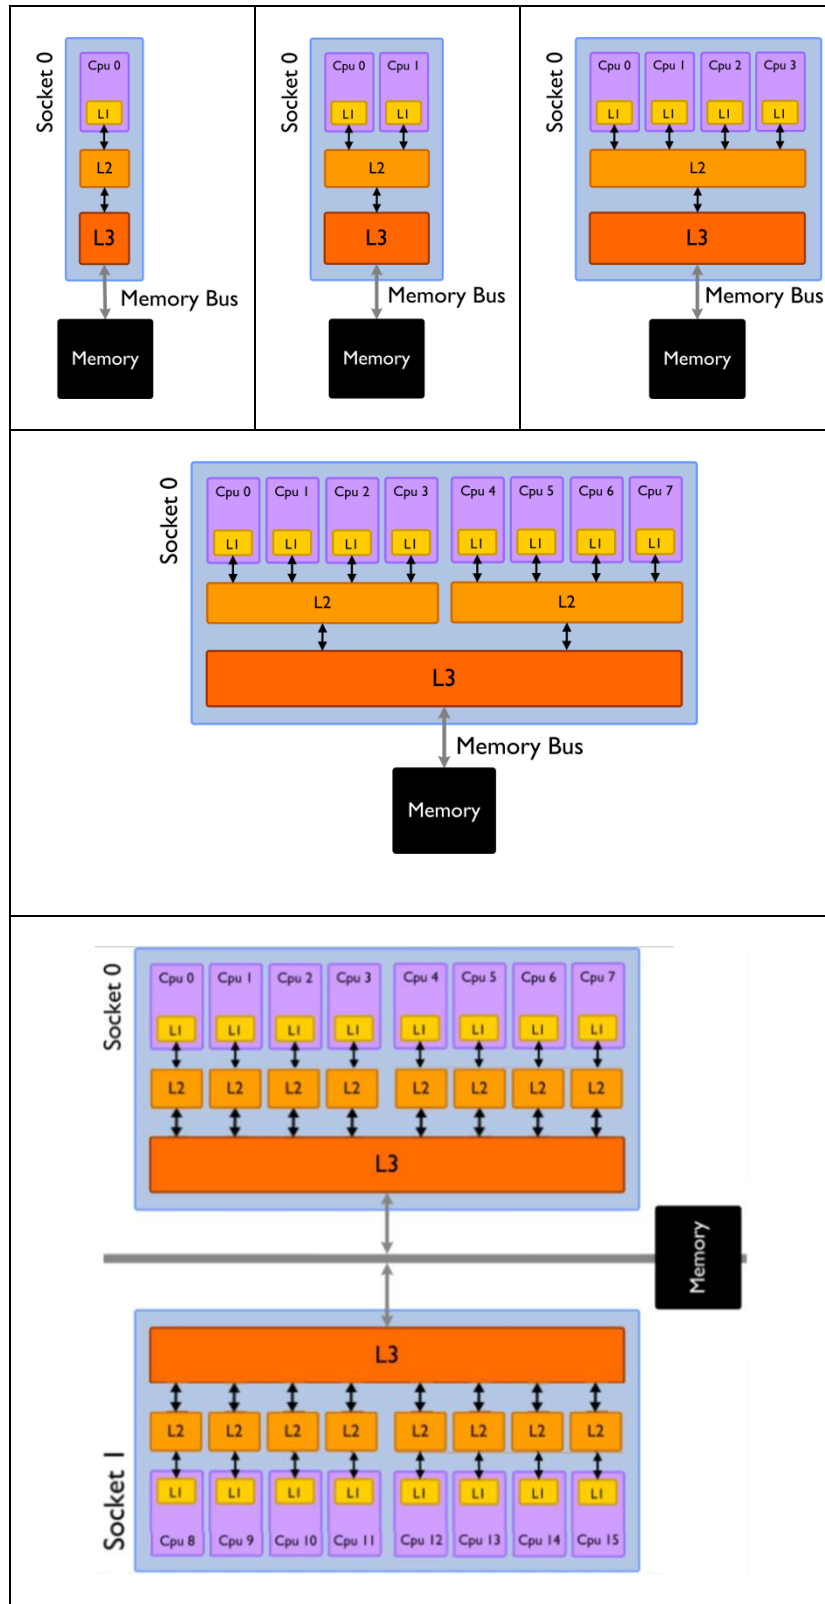 Socket 0
Cpu 0
L1
L2
L3
Memory Bus
Memory
Socket 0
Cpu 0 Cpu 1
L1 L1
L2
L3
Memory Bus
Memory
Socket 0
Cpu 0 Cpu 1 Cpu 2 Cpu 3
L1 L1 L1 L1
L2
L3
Memory Bus
Memory
Socket 0
Cpu 0 Cpu 1 Cpu 2 Cpu 3 Cpu 4 Cpu 5 Cpu 6 Cpu 7
L1 L1 L1 L1 L1 L1 L1 L1
L2 L2
L3
Memory Bus
Memory
Socket 0
Cpu 0 Cpu 1 Cpu 2 Cpu 3 Cpu 4 Cpu 5 Cpu 6 Cpu 7
L1 L1 L1 L1 L1 L1 L1 L1
L2 L2 L2 L2 L2 L2 L2 L2
L3
Memory
Socket 1
L3
L2 L2 L2 L2 L2 L2 L2 L2
L1 L1 L1 L1 L1 L1 L1 L1
Cpu 8 Cpu 9 Cpu 10 Cpu 11 Cpu 12 Cpu 13 Cpu 14 Cpu 15